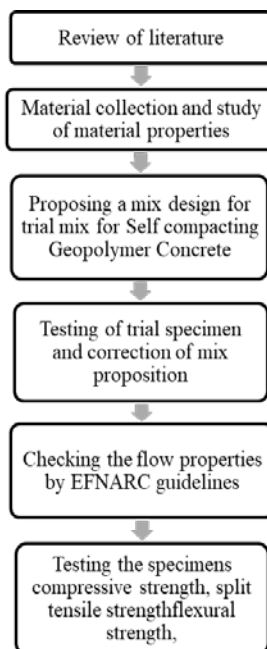 Review of literature
Material collection and study
of material properties
Proposing a mix design for
trial mix for Self compacting
Geopolymer Concrete
Testing of trial specimen
and correction of mix
proposition
Checking the flow properties
by EFNARC guidelines
Testing the specimens
compressive strength, split
tensile strengthflexural
strength,